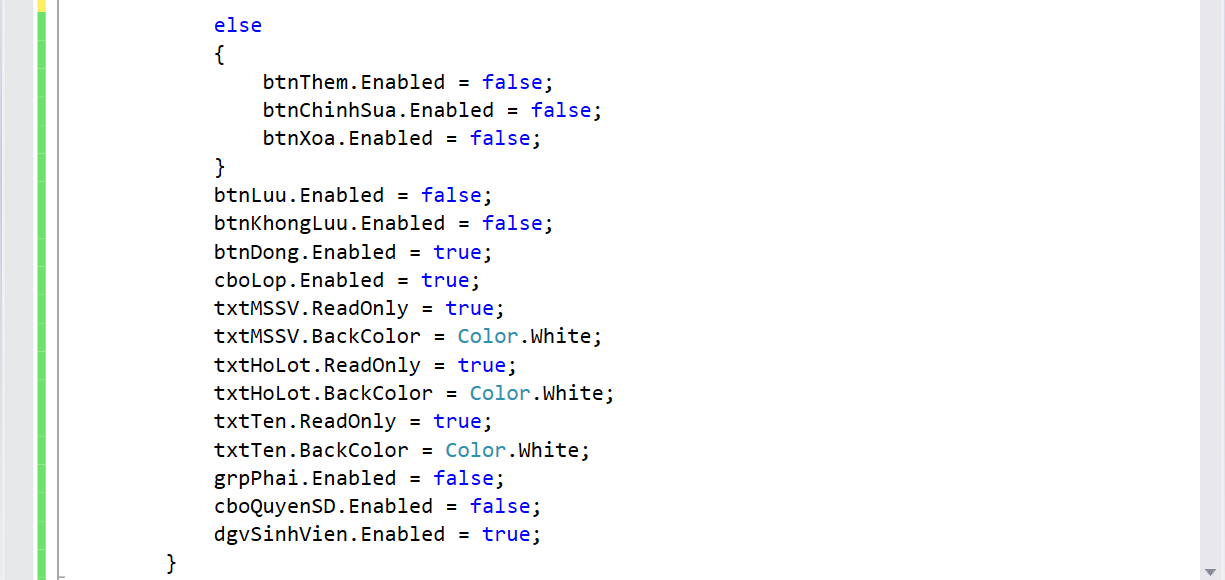 else
{
btnThem.Enabled = false;
btnChinhSua.Enabled = false;
btnXoa.Enabled = false;
}
btnLuu.Enabled = false;
btnKhongLuu.Enabled = false;
btnDong.Enabled = true;
cboLop.Enabled = true;
txtMSSV.ReadOnly = true;
txtMSSV.BackColor = Color.White;
txtHoLot.ReadOnly = true;
txtHoLot.BackColor = Color.White;
txtTen.ReadOnly = true;
txtTen.BackColor = Color.White;
grpPhai.Enabled = false;
cboQuyenSD.Enabled = false;
dgvSinhVien.Enabled = true;
}